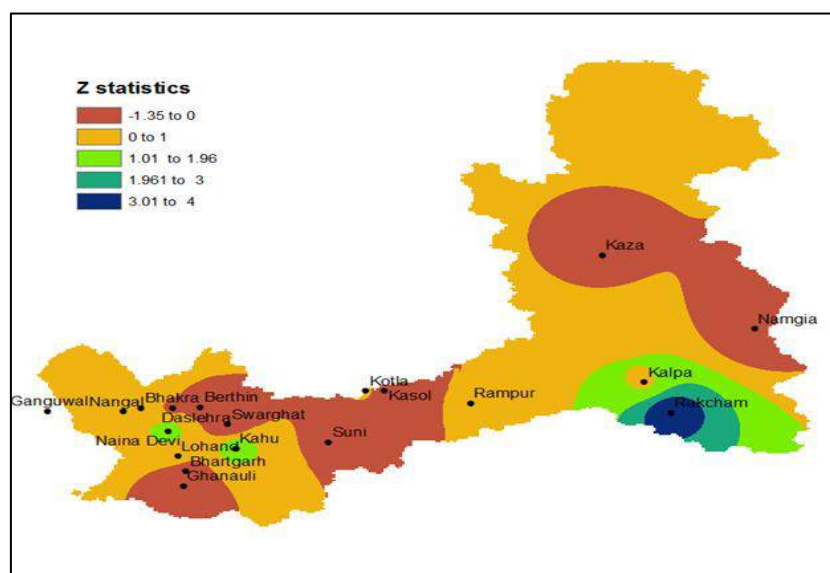 Z statistics
-1.35 to 0
0 to 1
1.01 to 1.96
1.961 to 3
3.01 to 4
Kaza
Namgia
Kalpa
Kotla
Kasol
Rampur
Rakcham
Ganguwal
Nangal
Bhakra
Berthin
Daslehra
Swarghat
Naina Devi
Lohand
Kahu
Suni
Bhartgarh
Ghanauli